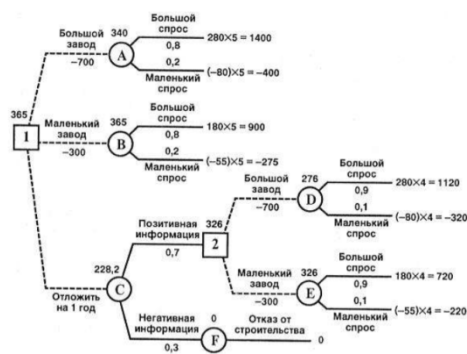 Большой спрос
Большой завод
340
0,8
280×5 = 1400
–700
A
0,2
Маленький спрос
(–80)×5 = –400
365
1
Маленький завод
–300
365
B
Большой спрос
0,8
180×5 = 900
0,2
Маленький спрос
(–55)×5 = –275
Отложить на 1 год
228,2
C
Позитивная информация
0,7
326
2
Большой завод
–700
276
D
Большой спрос
0,9
280×4 = 1120
0,1
Маленький спрос
(–80)×4 = –320
Маленький завод
–300
326
E
Большой спрос
0,9
180×4 = 720
0,1
Маленький спрос
(–55)×4 = –220
Негативная информация
0,3
0
F
Отказ от строительства
0